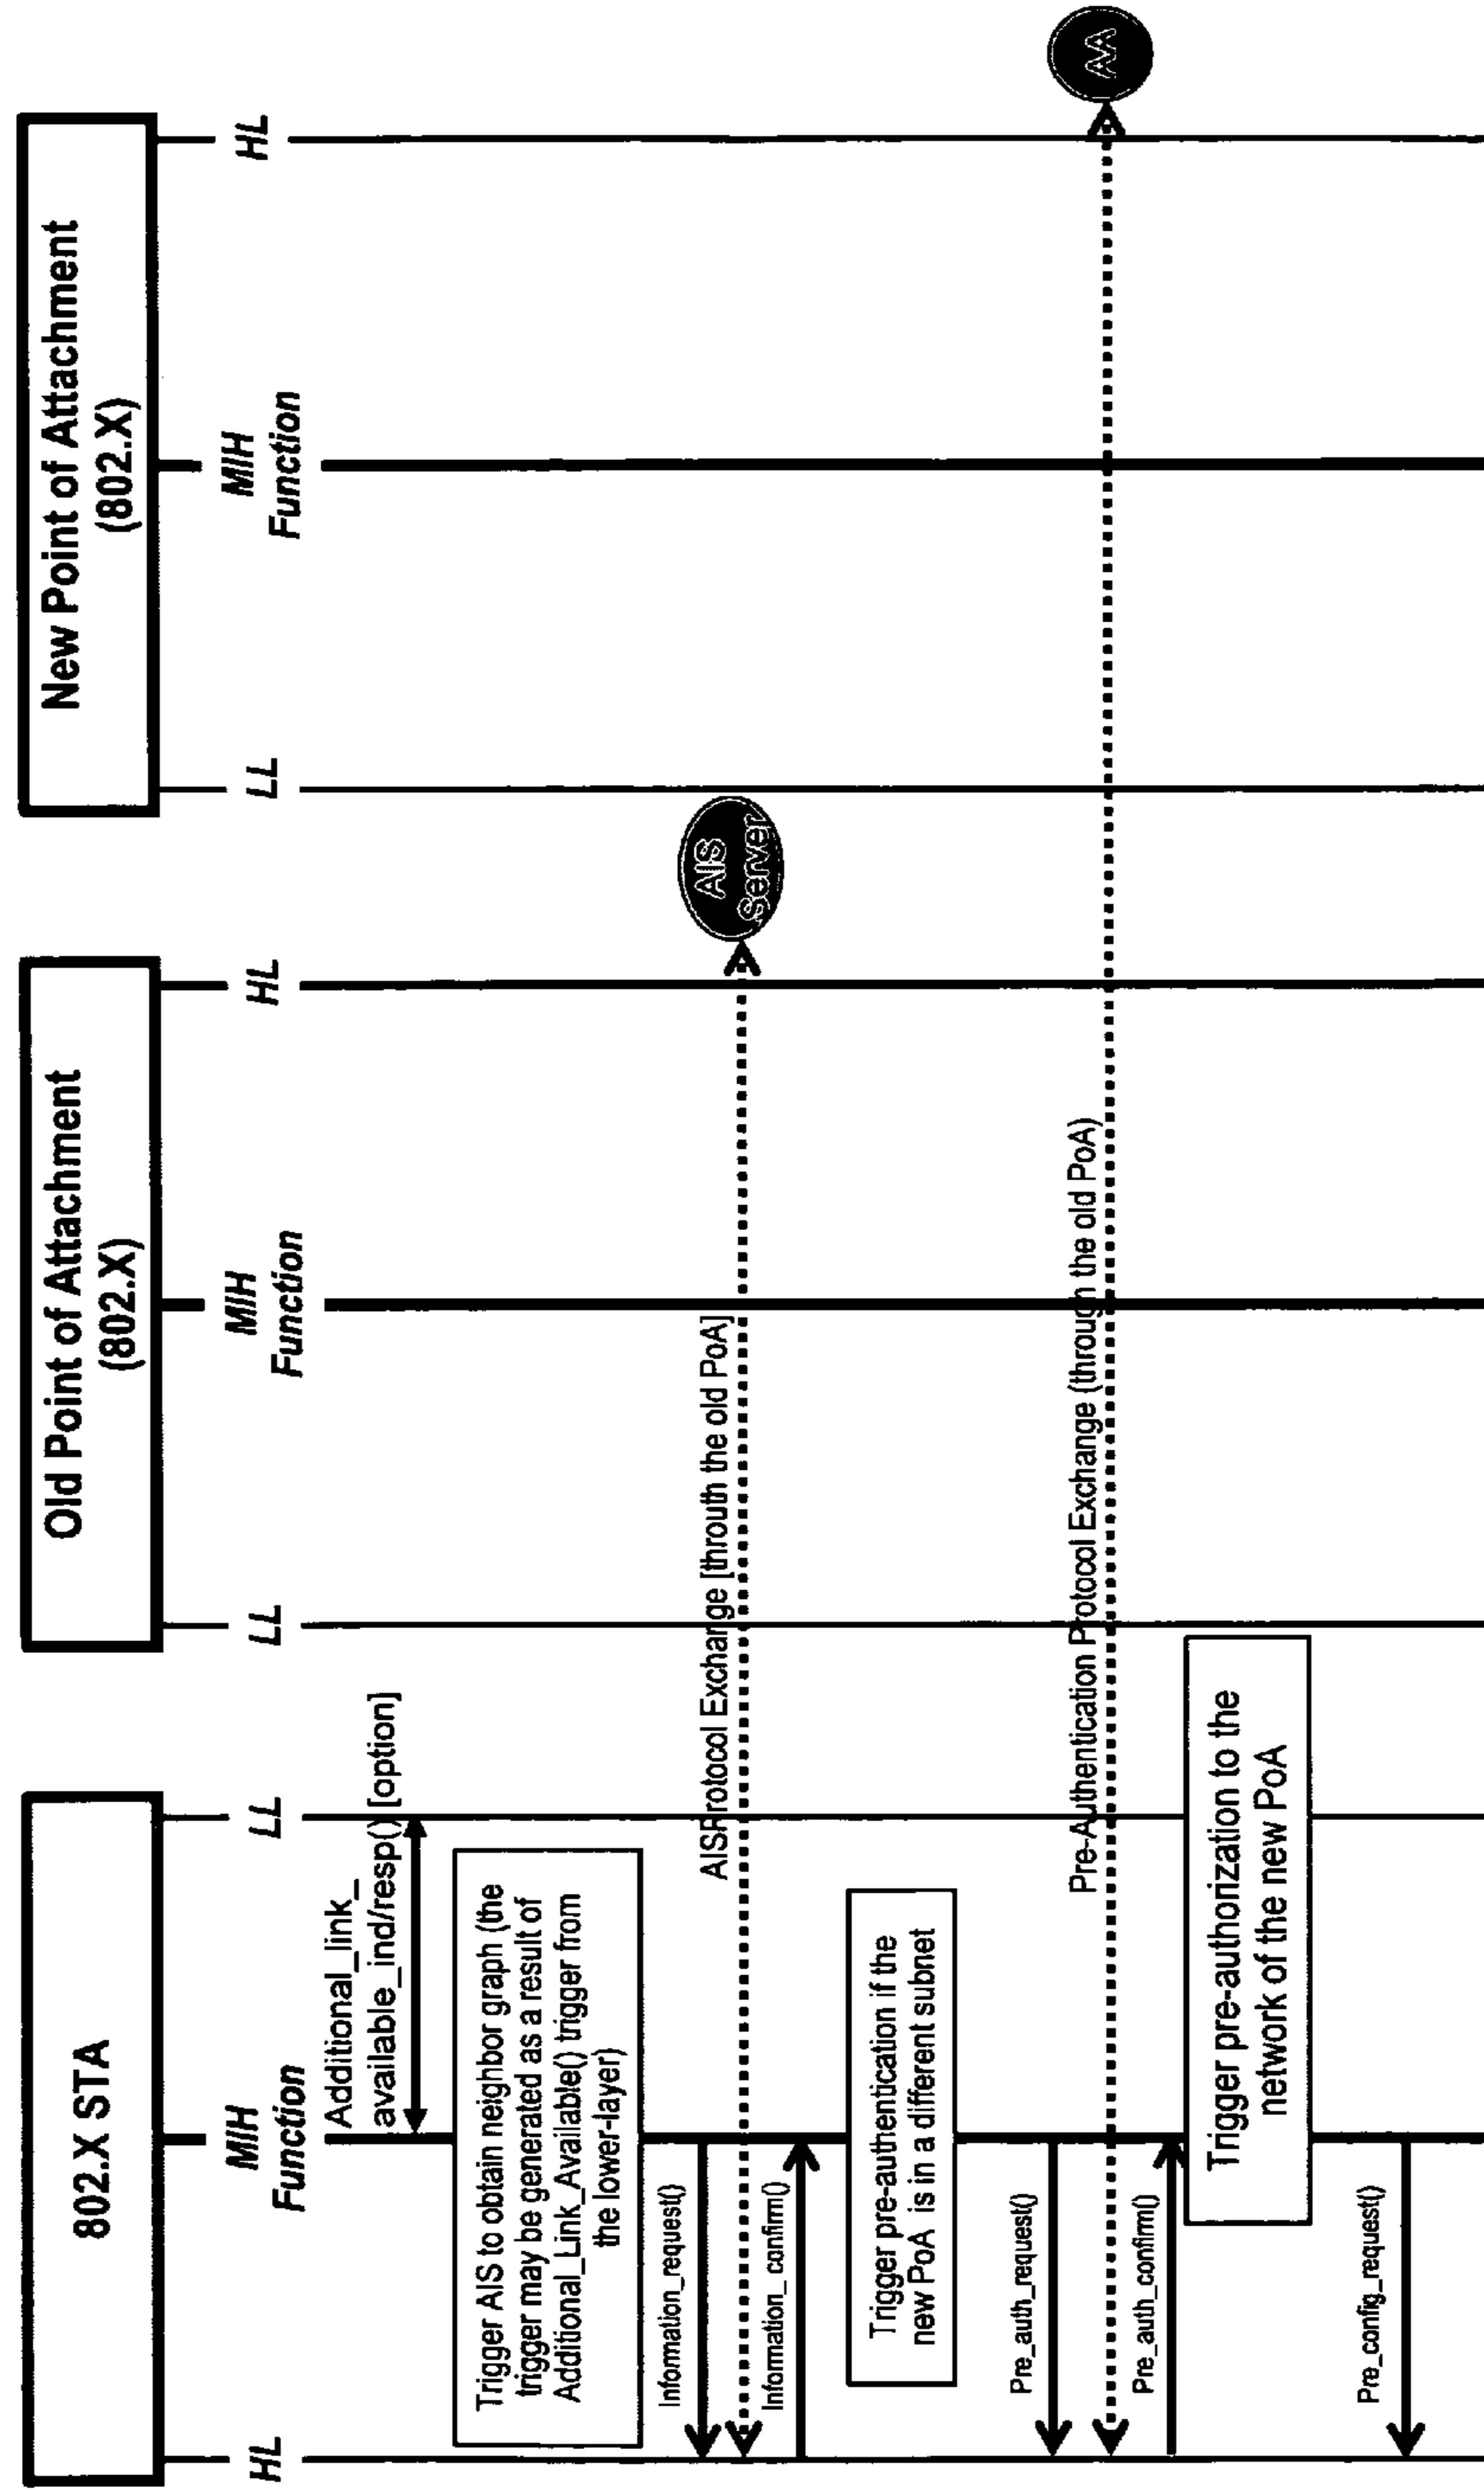 802.X STA
Old Point of Attachment
(802.X)
New Point of Attachment
(802.X)
HL
MIH
Function
LL
LL
MIH
Function
HL
LL
MIH
Function
HL
Additional_link_
available_ind/resp() [option]
Trigger AIS to obtain neighbor graph (the
trigger may be generated as a result of
Additional_Link_Available() trigger from
the lower-layer)
Information_request()
AISProtocol Exchange [throuth the old PoA]
AIS
Server
Information_ confirm()
Trigger pre-authentication if the
new PoA is in a different subnet
Pre_auth_request()
Pre-Authentication Protocol Exchange (through the old PoA)
AA
Pre_auth_confirm()
Trigger pre-authorization to the
network of the new PoA
Pre_config_request()